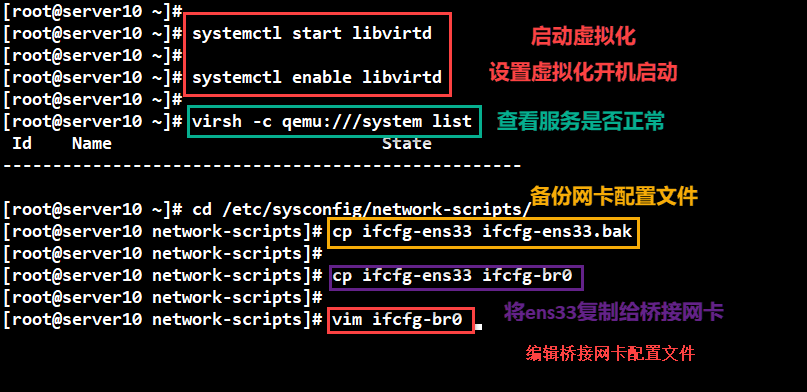 [root@server10 ~]#
[root@server10 ~]# systemctl start libvirtd 启动虚拟化
[root@server10 ~]#
[root@server10 ~]# systemctl enable libvirtd 设置虚拟化开机启动
[root@server10 ~]#
[root@server10 ~]# virsh -c qemu:///system list 查看服务是否正常
Id Name State
----------------------------------------------------
备份网卡配置文件
[root@server10 ~]# cd /etc/sysconfig/network-scripts/
[root@server10 network-scripts]# cp ifcfg-ens33 ifcfg-ens33.bak
[root@server10 network-scripts]#
[root@server10 network-scripts]# cp ifcfg-ens33 ifcfg-br0
[root@server10 network-scripts]# 将ens33复制给桥接网卡
[root@server10 network-scripts]# vim ifcfg-br0
编辑桥接网卡配置文件